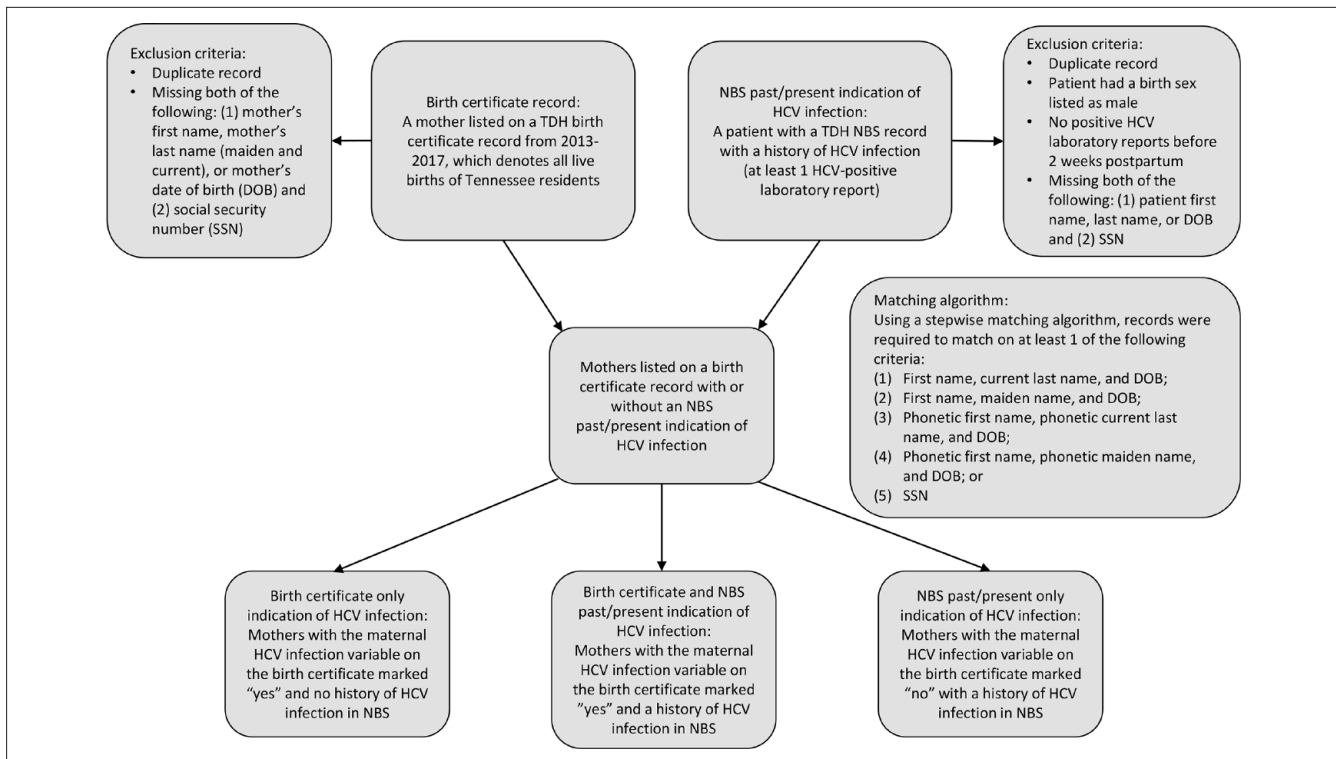 Exclusion criteria:
• Duplicate record
• Missing both of the
following: (1) mother’s
first name, mother’s
last name (maiden and
current), or mother’s
date of birth (DOB) and
(2) social security
number (SSN)
Birth certificate record:
A mother listed on a TDH birth
certificate record from 2013-
2017, which denotes all live
births of Tennessee residents
NBS past/present indication of
HCV infection:
A patient with a TDH NBS record
with a history of HCV infection
(at least 1 HCV-positive
laboratory report)
Exclusion criteria:
• Duplicate record
• Patient had a birth sex
listed as male
• No positive HCV
laboratory reports before
2 weeks postpartum
• Missing both of the
following: (1) patient first
name, last name, or DOB
and (2) SSN
Mothers listed on a birth
certificate record with or
without an NBS
past/present indication of
HCV infection
Matching algorithm:
Using a stepwise matching algorithm, records were
required to match on at least 1 of the following
criteria:
(1) First name, current last name, and DOB;
(2) First name, maiden name, and DOB;
(3) Phonetic first name, phonetic current last
name, and DOB;
(4) Phonetic first name, phonetic maiden name,
and DOB; or
(5) SSN
Birth certificate only
indication of HCV infection:
Mothers with the maternal
HCV infection variable on
the birth certificate marked
“yes” and no history of HCV
infection in NBS
Birth certificate and NBS
past/present indication of
HCV infection:
Mothers with the maternal
HCV infection variable on
the birth certificate marked
”yes” and a history of HCV
infection in NBS
NBS past/present only
indication of HCV infection:
Mothers with the maternal
HCV infection variable on
the birth certificate marked
“no” with a history of HCV
infection in NBS